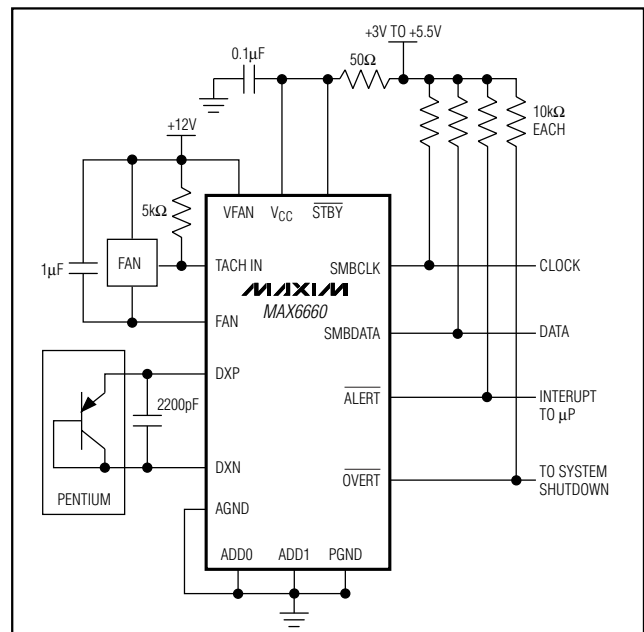 +3V TO +5.5V
0.1µF
50Ω
10kΩ
EACH
+12V
5kΩ
VFAN
VCC
STBY
1µF
FAN
TACH IN
SMBCLK
CLOCK
MAXIM
MAX6660
FAN
SMBDATA
DATA
DXP
2200pF
ALERT
INTERUPT
TO µP
DXN
OVERT
TO SYSTEM
SHUTDOWN
PENTIUM
AGND
ADD0
ADD1
PGND